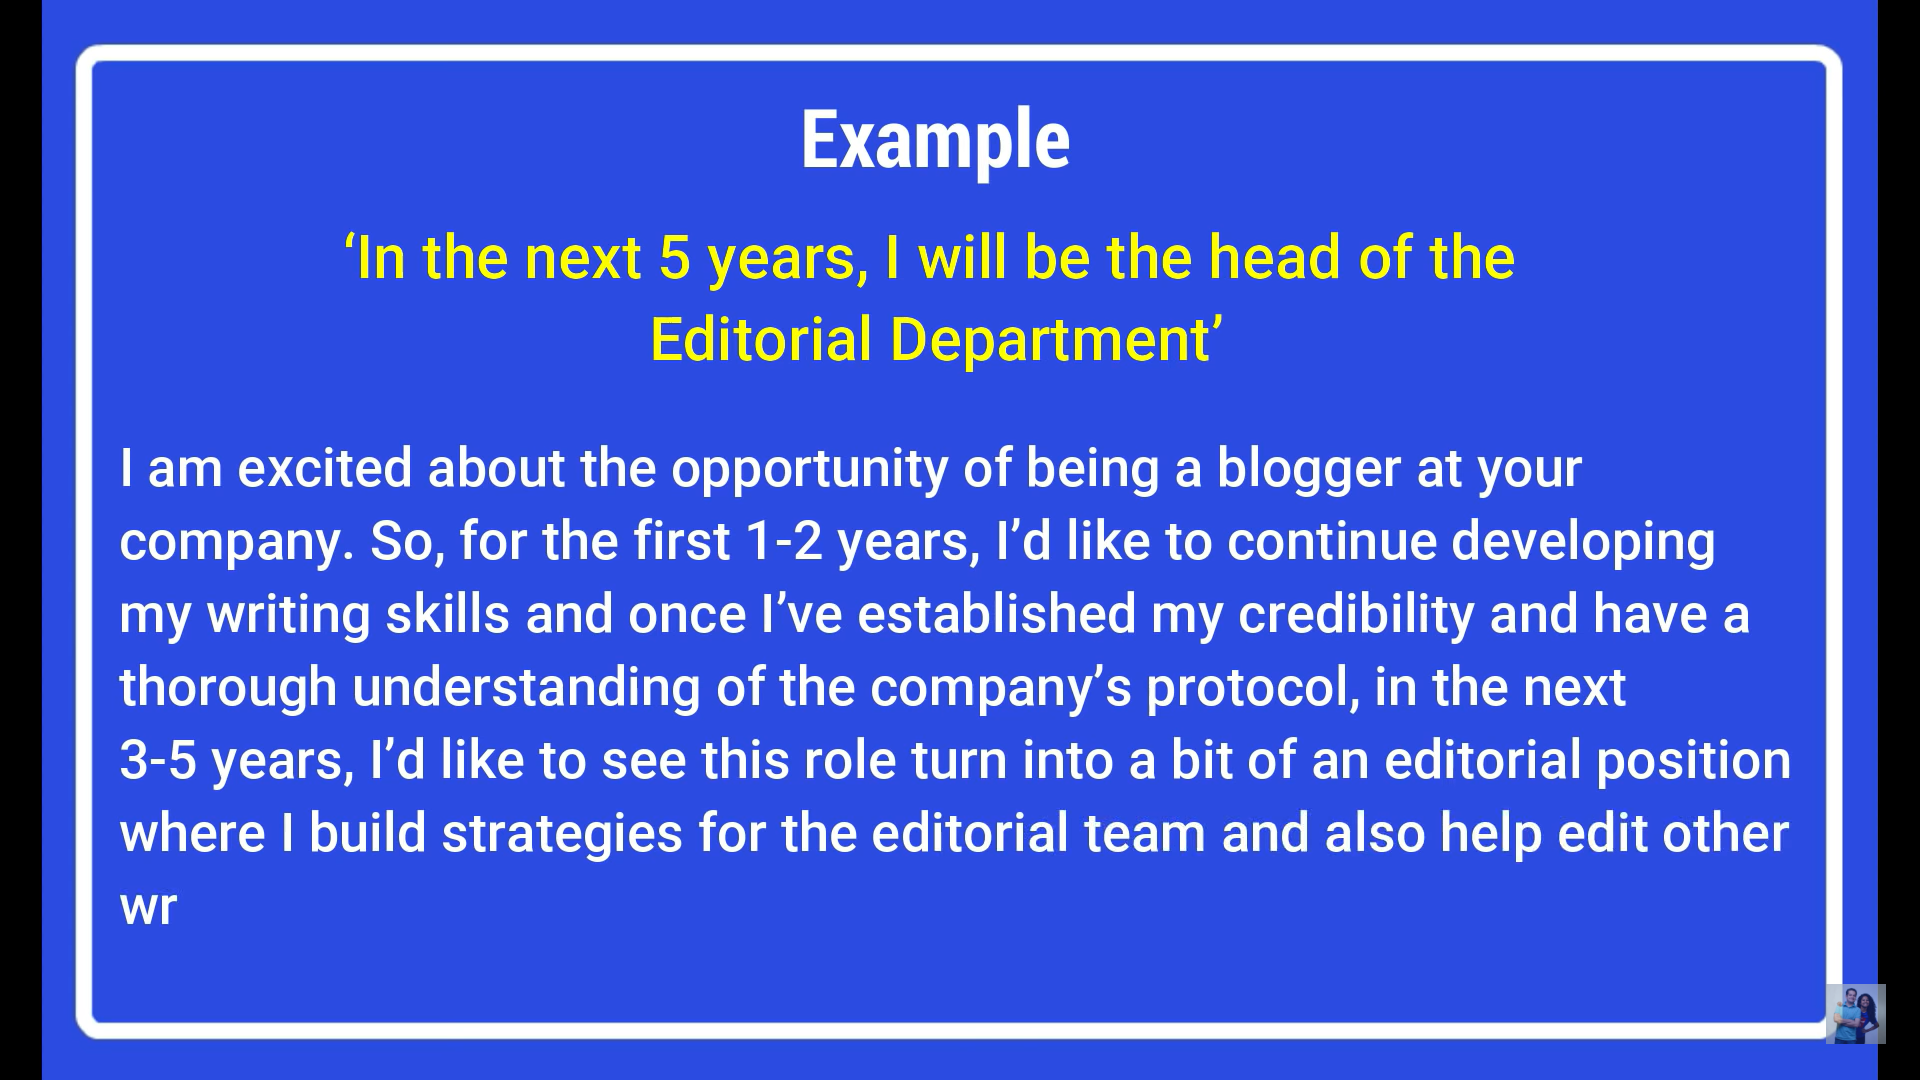 Example
‘In the next 5 years, I will be the head of the
Editorial Department’
I am excited about the opportunity of being a blogger at your
company. So, for the first 1-2 years, I’d like to continue developing
my writing skills and once I’ve established my credibility and have a
thorough understanding of the company’s protocol, in the next
3-5 years, I’d like to see this role turn into a bit of an editorial position
where I build strategies for the editorial team and also help edit other
wr